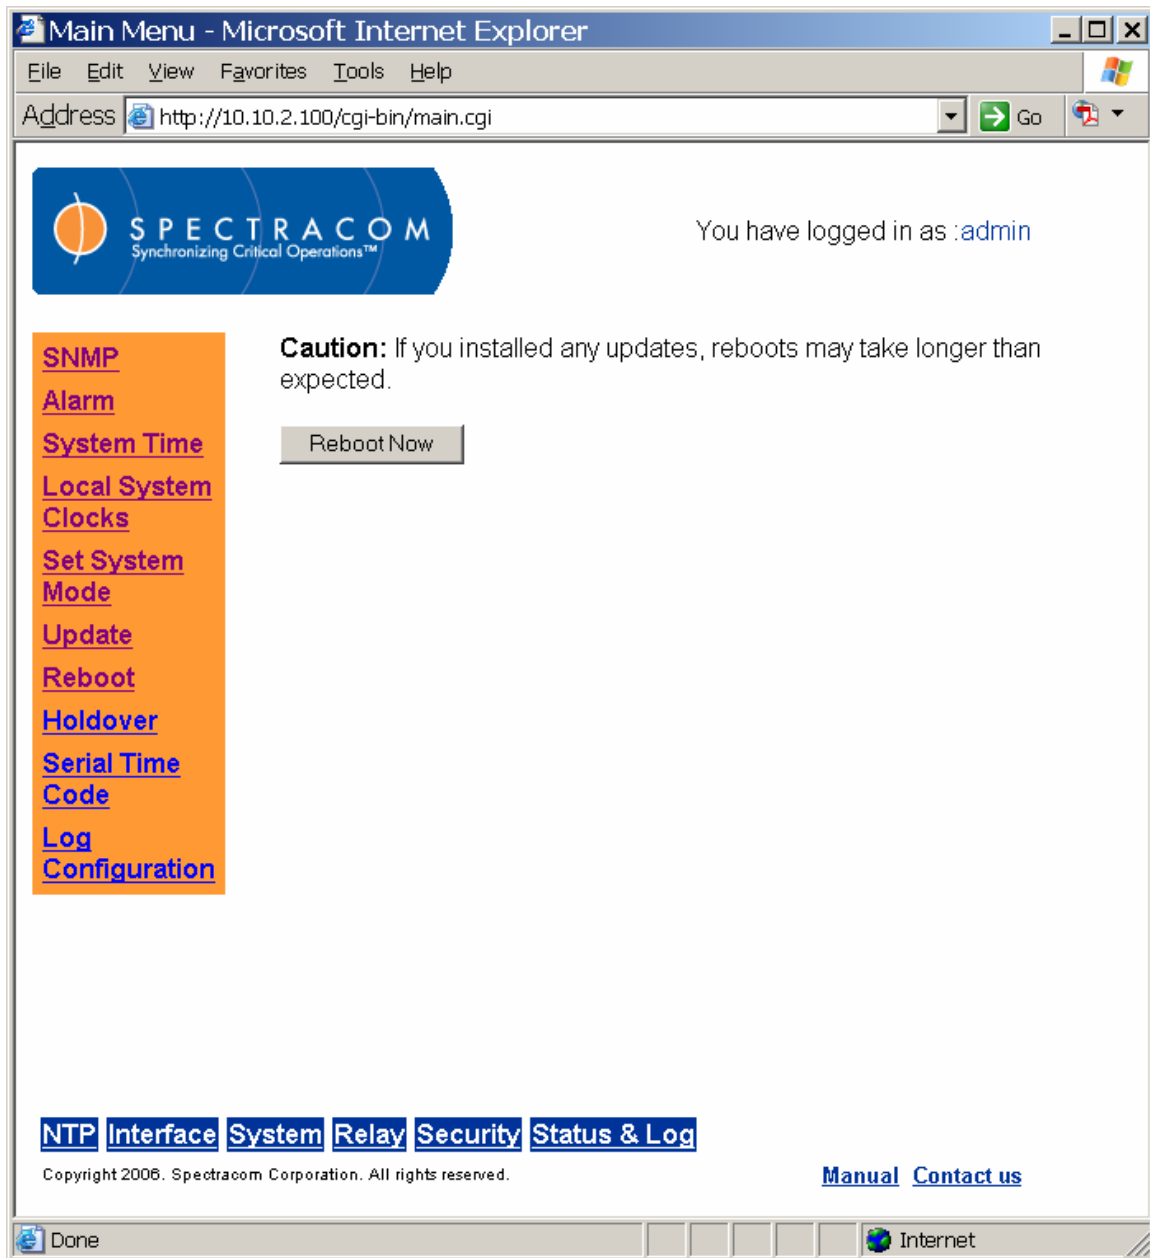 Main Menu - Microsoft Internet Explorer
File Edit View Favorites Tools Help
Address http://10.10.2.100/cgi-bin/main.cgi Go
SPECTRACOM
Synchronizing Critical Operations™
You have logged in as :admin
SNMP
Alarm
System Time
Local System
Clocks
Set System
Mode
Update
Reboot
Holdover
Serial Time
Code
Log
Configuration
Caution: If you installed any updates, reboots may take longer than
expected.
Reboot Now
NTP Interface System Relay Security Status & Log
Copyright 2006. Spectracom Corporation. All rights reserved.
Manual Contact us
Done Internet